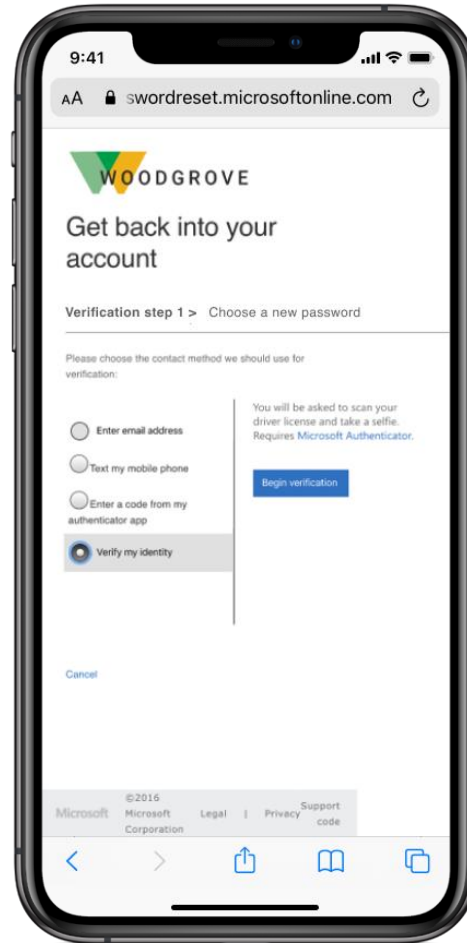 9:41
AA swordreset.microsoftonline.com
WOODGROVE
Get back into your
account
Verification step 1 > Choose a new password
Please choose the contact method we should use for
verification:
Enter email address
Text my mobile phone
Enter a code from my
authenticator app
Verify my identity
You will be asked to scan your
driver license and take a selfie.
Requires Microsoft Authenticator.
Begin verification
Cancel
Microsoft
©2016
Microsoft
Corporation
Legal | Privacy
Support
code